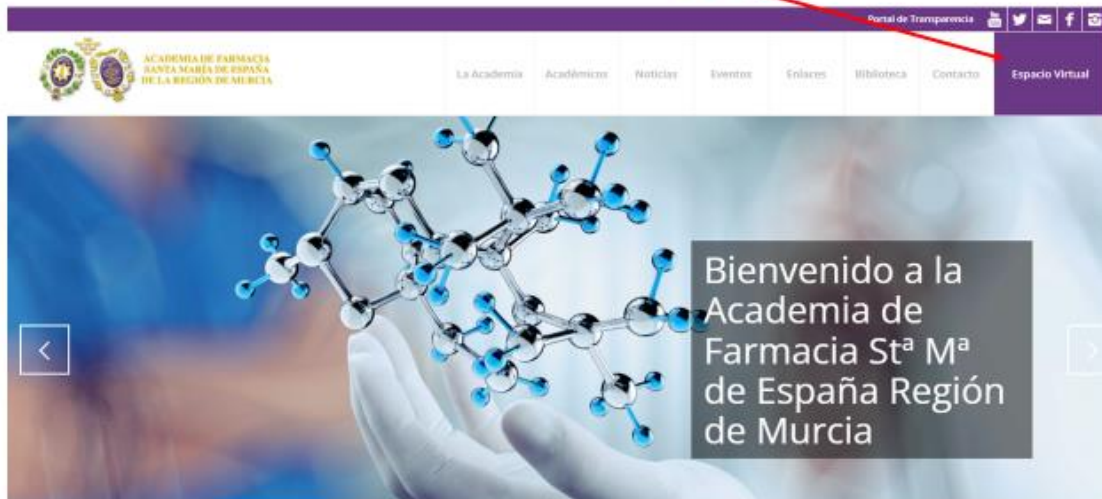 Portal de Transparencia
ACADEMIA DE FARMACIA
SANTA MARÍA DE ESPAÑA
DE LA REGIÓN DE MURCIA
La Academia Académicos Noticias Eventos Enlaces Biblioteca Contacto Espacio Virtual
Bienvenido a la
Academia de
Farmacia Stª Mª
de España Región
de Murcia